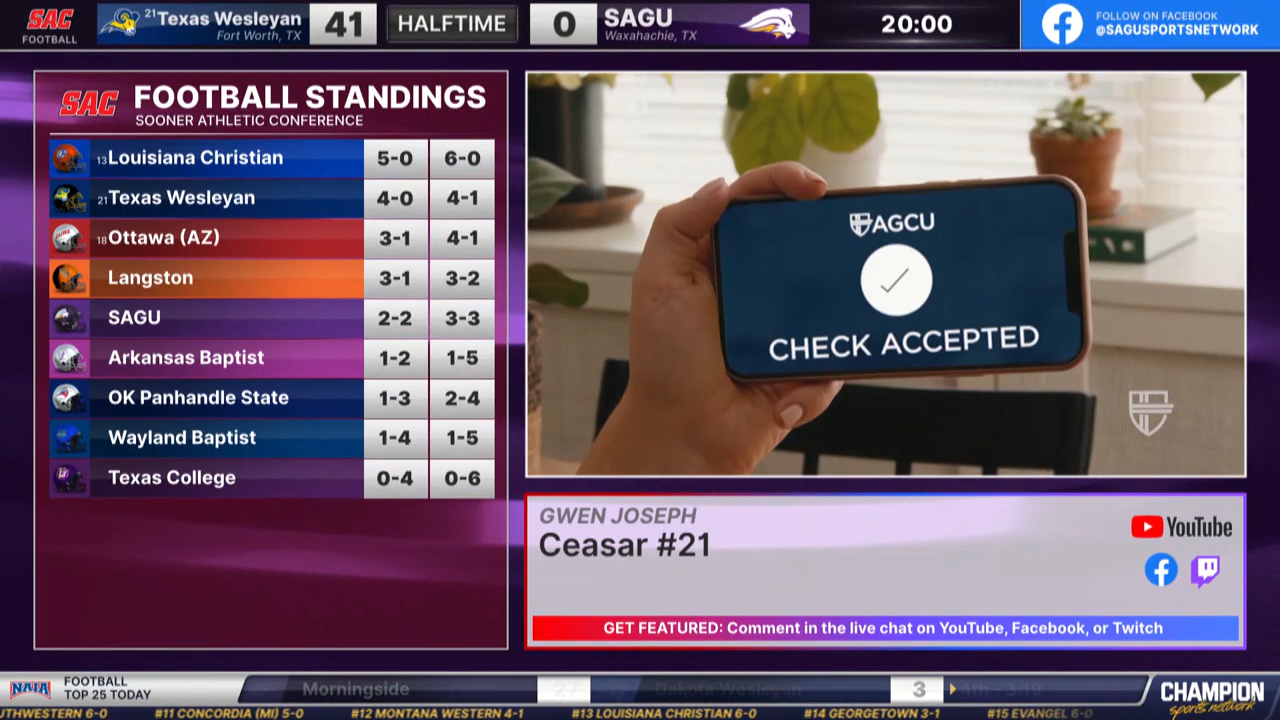 SAC
FOOTBALL
21 Texas Wesleyan
Fort Worth, TX
41
HALFTIME
0
SAGU
Waxahachie, TX
20:00
FOLLOW ON FACEBOOK
@SAGUSPORTSNETWORK
SAC FOOTBALL STANDINGS
SOONER ATHLETIC CONFERENCE
13 Louisiana Christian 5-0 6-0
21 Texas Wesleyan 4-0 4-1
18 Ottawa (AZ) 3-1 4-1
Langston 3-1 3-2
SAGU 2-2 3-3
Arkansas Baptist 1-2 1-5
OK Panhandle State 1-3 2-4
Wayland Baptist 1-4 1-5
Texas College 0-4 0-6
AGCU
CHECK ACCEPTED
GWEN JOSEPH
Ceasar #21
YouTube
GET FEATURED: Comment in the live chat on YouTube, Facebook, or Twitch
NAIA
FOOTBALL
TOP 25 TODAY
Morningside 27 Dakota Wesleyan 3
CHAMPION
sports network
UTHWESTERN 6-0 #11 CONCORDIA (MI) 5-0 #12 MONTANA WESTERN 4-1 #13 LOUISIANA CHRISTIAN 6-0 #14 GEORGETOWN 3-1 #15 EVANGEL 6-0